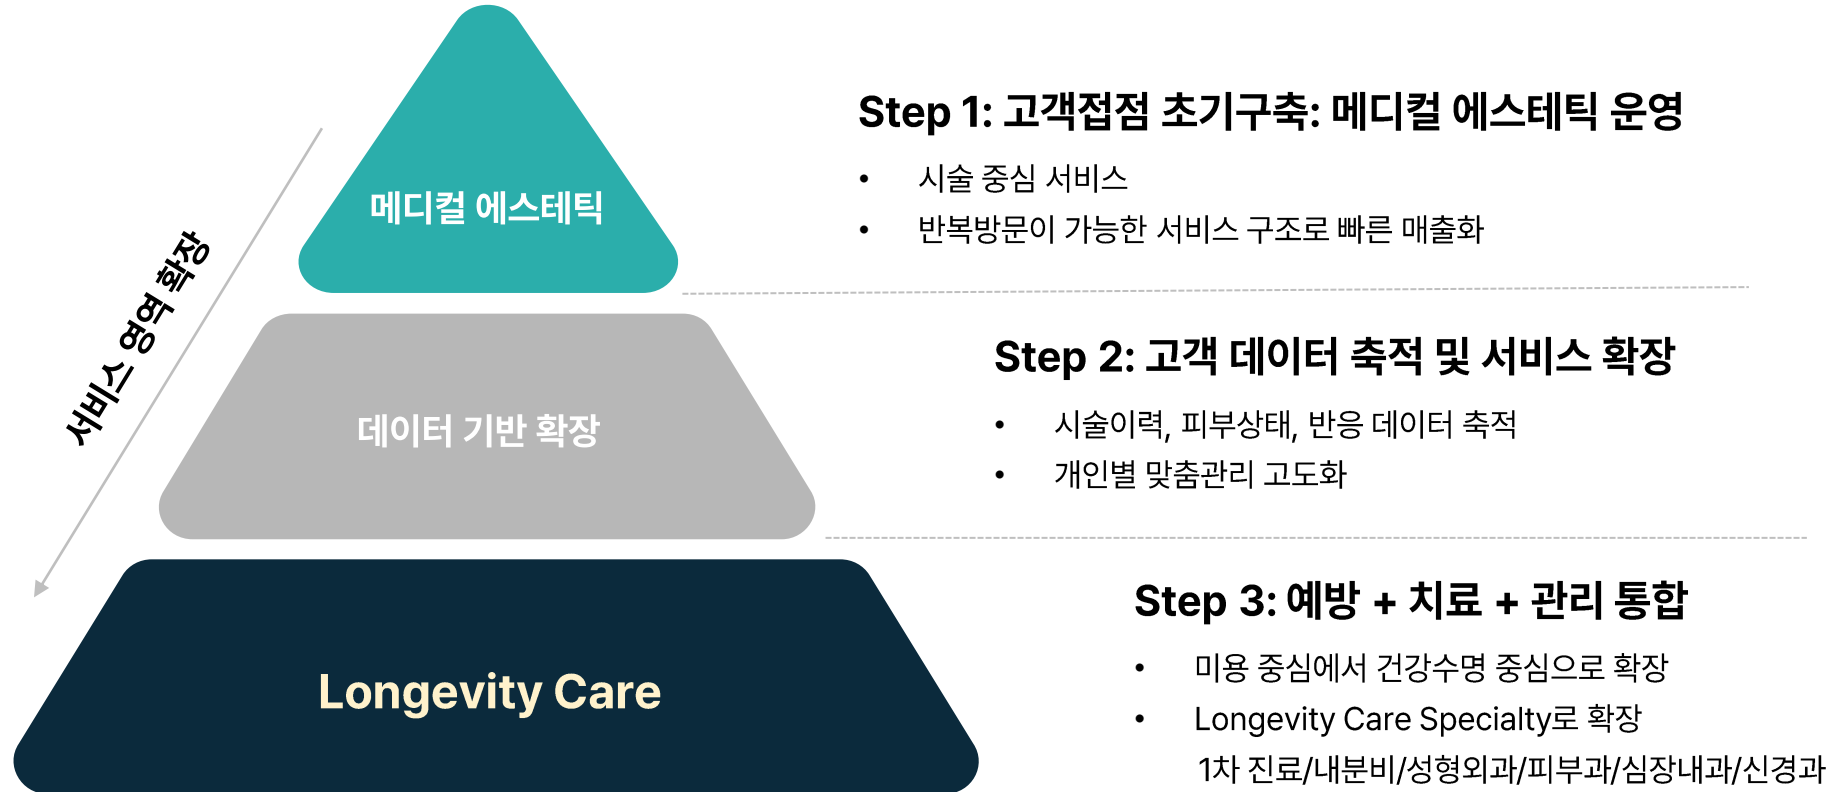 Step 1: 고객접점 초기구축: 메디컬 에스테틱 운영
• 시술 중심 서비스
• 반복방문이 가능한 서비스 구조로 빠른 매출화
메디컬 에스테틱
서비스 영역 확장
Step 2: 고객 데이터 축적 및 서비스 확장
• 시술이력, 피부상태, 반응 데이터 축적
• 개인별 맞춤관리 고도화
데이터 기반 확장
Step 3: 예방 + 치료 + 관리 통합
• 미용 중심에서 건강수명 중심으로 확장
• Longevity Care Specialty로 확장
1차 진료/내분비/성형외과/피부과/심장내과/신경과
Longevity Care